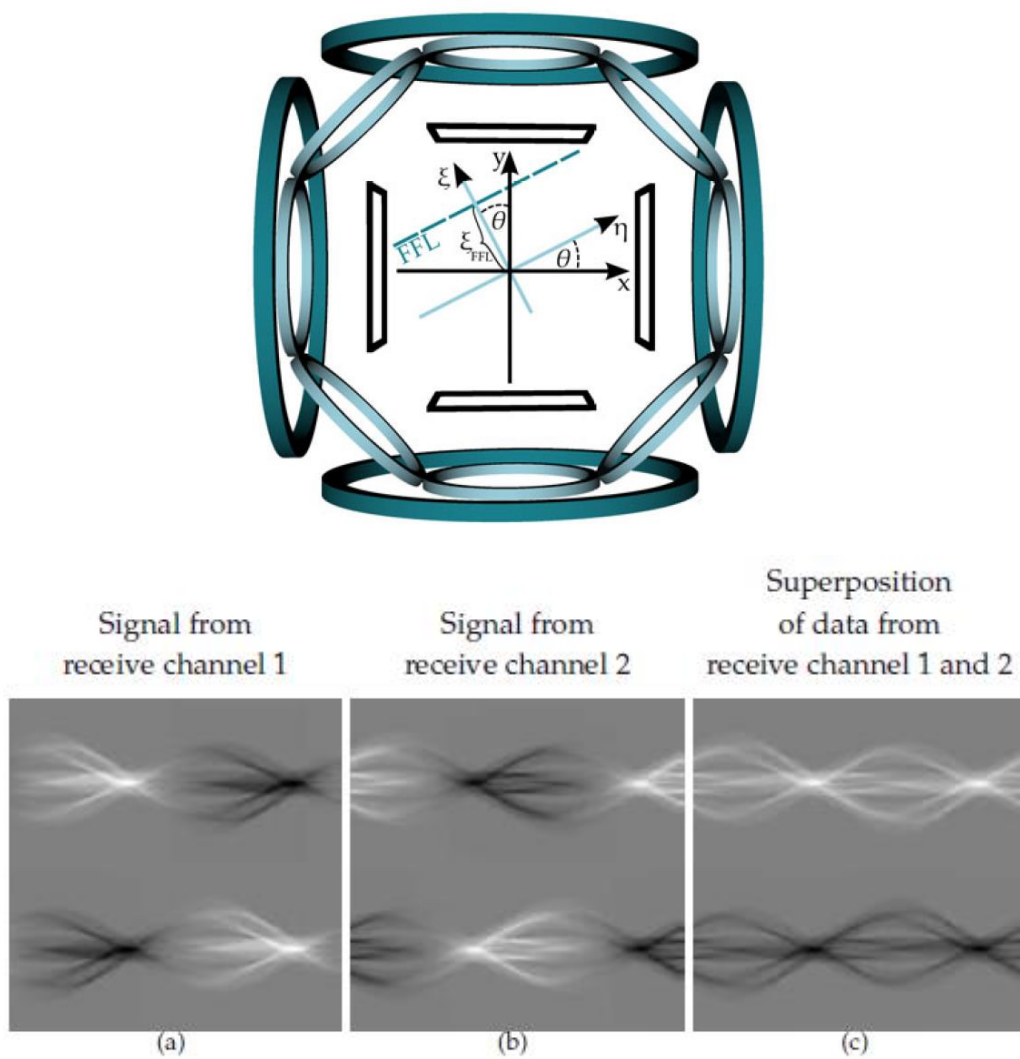 y
ξ
θ
FFL
ξFFL
η
θ
x
Superposition
Signal from
Signal from
of data from
receive channel 1
receive channel 2
receive channel 1 and 2
(a)
(b)
(c)